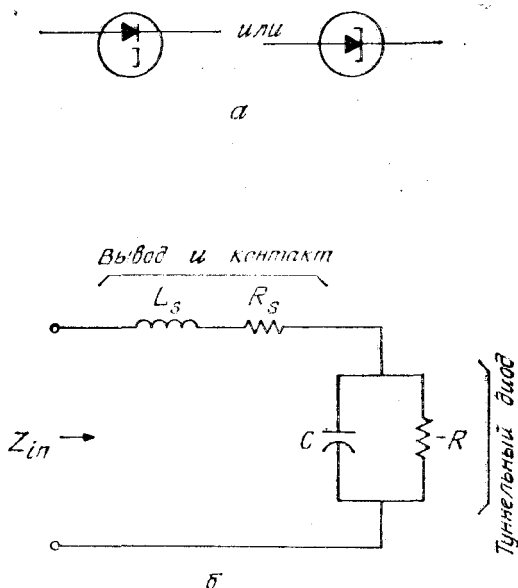 или
а
Вывод и контакт
L_s R_s
Z_in
C
-R
Туннельный диод
б